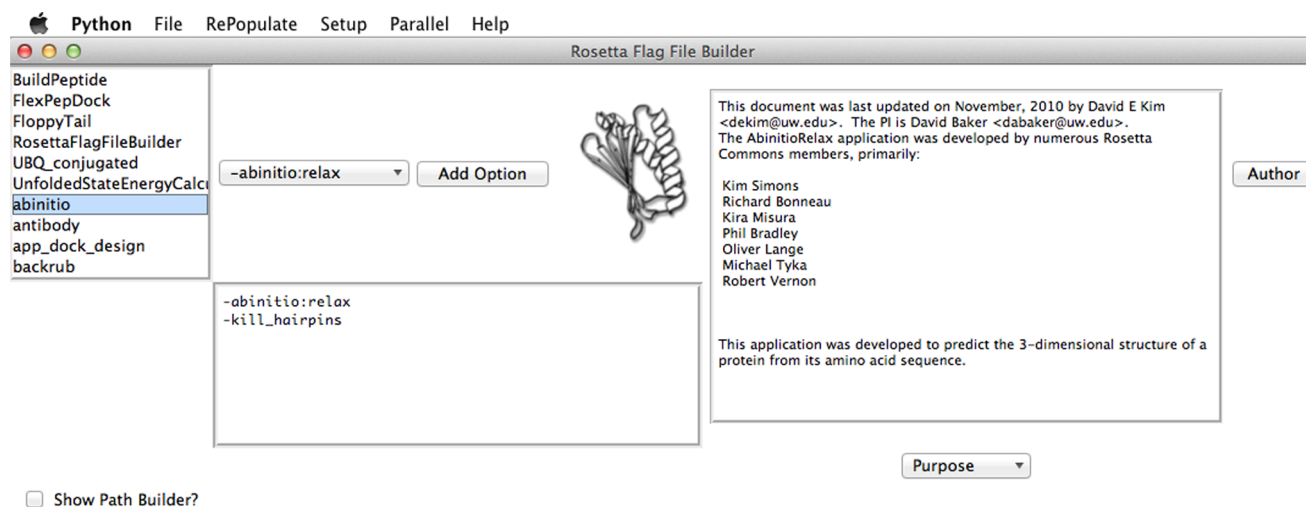 Python File RePopulate Setup Parallel Help
Rosetta Flag File Builder
BuildPeptide
FlexPepDock
FloppyTail
RosettaFlagFileBuilder
UBQ_conjugated
UnfoldedStateEnergyCalcu
abinitio
antibody
app_dock_design
backrub
-abinitio:relax
Add Option
-abinitio:relax
-kill_hairpins
This document was last updated on November, 2010 by David E Kim
<dekim@uw.edu>. The PI is David Baker <dabaker@uw.edu>.
The AbinitioRelax application was developed by numerous Rosetta
Commons members, primarily:
Kim Simons
Richard Bonneau
Kira Misura
Phil Bradley
Oliver Lange
Michael Tyka
Robert Vernon
This application was developed to predict the 3-dimensional structure of a
protein from its amino acid sequence.
Author
Purpose
Show Path Builder?